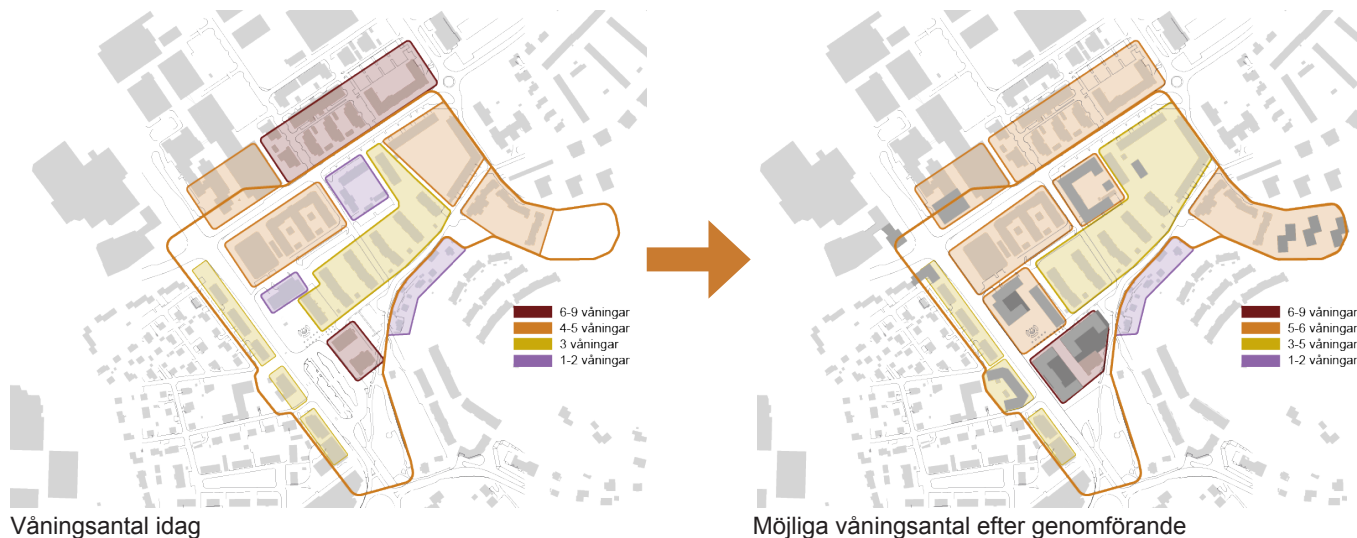 6-9 våningar
4-5 våningar
3 våningar
1-2 våningar
6-9 våningar
5-6 våningar
3-5 våningar
1-2 våningar
Våningsantal idag
Möjliga våningsantal efter genomförande